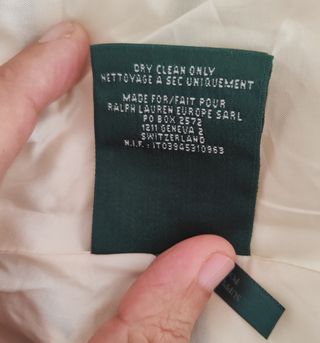 DRY CLEAN ONLY
NETTOYAGE A SEC UNIQUEMENT
MADE FOR/FAIT POUR
RALPH LAUREN EUROPE SARL
PO BOX 2572
1211 GENEVA 2
SWITZERLAND
N.I.F.: IT03945310963